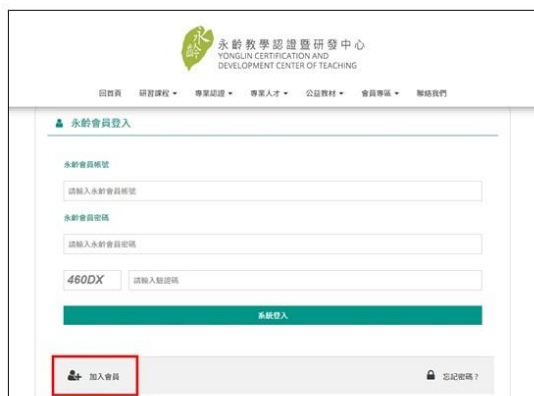 永齡
永齡教學認證暨研發中心
YONGLIN CERTIFICATION AND
DEVELOPMENT CENTER OF TEACHING
回首頁 研習課程 專業認證 專業人才 公益教材 會員專區 聯絡我們
永齡會員登入
永齡會員帳號
請輸入永齡會員帳號
永齡會員密碼
請輸入永齡會員密碼
460DX 請輸入驗證碼
系統登入
加入會員 忘記密碼？